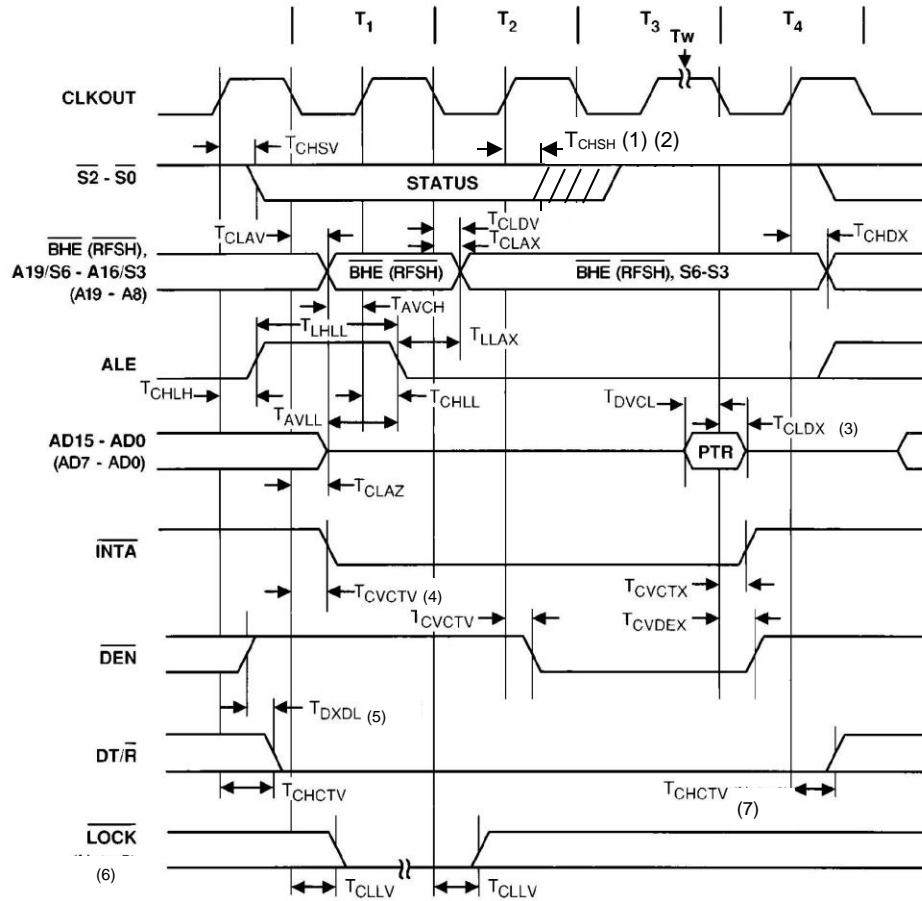 T1 T2 T3 T4
Tw
CLKOUT
TCHSV
TCHSH (1) (2)
S2 - S0
STATUS
TCLDV
TCLAV
TCLAX
TCHDX
BHE (RFSH),
A19/S6 - A16/S3
(A19 - A8)
BHE (RFSH)
BHE (RFSH), S6-S3
TAVCH
TLHLL
TLLAX
ALE
TCHLH
TCHLL
TDVCL
TAVLL
TCLDX (3)
AD15 - AD0
(AD7 - AD0)
PTR
TCLAZ
INTA
TCVCTV (4)
TCVCTX
TCVCTV
TCVDEX
DEN
TDXDL (5)
DT/R
TCHCTV
TCHCTV
(7)
LOCK
(6)
TCLLV
TCLLV